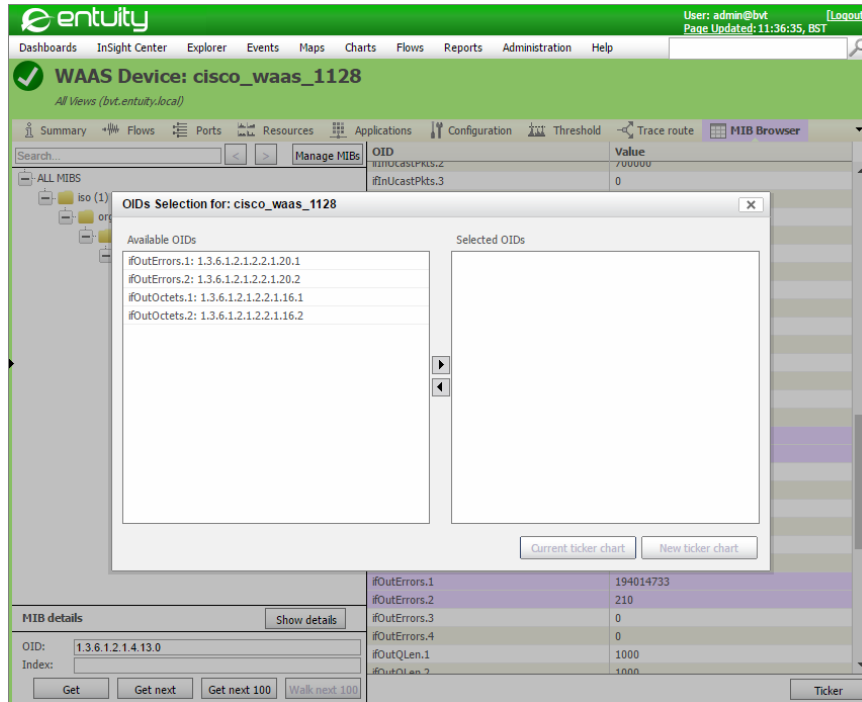 entuity
User: admin@bvt [Logout
Page Updated: 11:36:35, BST
Dashboards InSight Center Explorer Events Maps Charts Flows Reports Administration Help
WAAS Device: cisco_waas_1128
All Views (bvt.entuity.local)
Summary Flows Ports Resources Applications Configuration Threshold Trace route MIB Browser
Search... < > Manage MIBs OID Value
ifInUcastPkts.2 700000
ALL MIBS ifInUcastPkts.3 0
iso (1)
org
OIDs Selection for: cisco_waas_1128
Available OIDs Selected OIDs
ifOutErrors.1: 1.3.6.1.2.1.2.2.1.20.1
ifOutErrors.2: 1.3.6.1.2.1.2.2.1.20.2
ifOutOctets.1: 1.3.6.1.2.1.2.2.1.16.1
ifOutOctets.2: 1.3.6.1.2.1.2.2.1.16.2
Current ticker chart New ticker chart
ifOutErrors.1 194014733
ifOutErrors.2 210
MIB details Show details ifOutErrors.3 0
ifOutErrors.4 0
OID: 1.3.6.1.2.1.4.13.0
ifOutQLen.1 1000
Index:
ifOutQLen.2 1000
Get Get next Get next 100 Walk next 100 Ticker